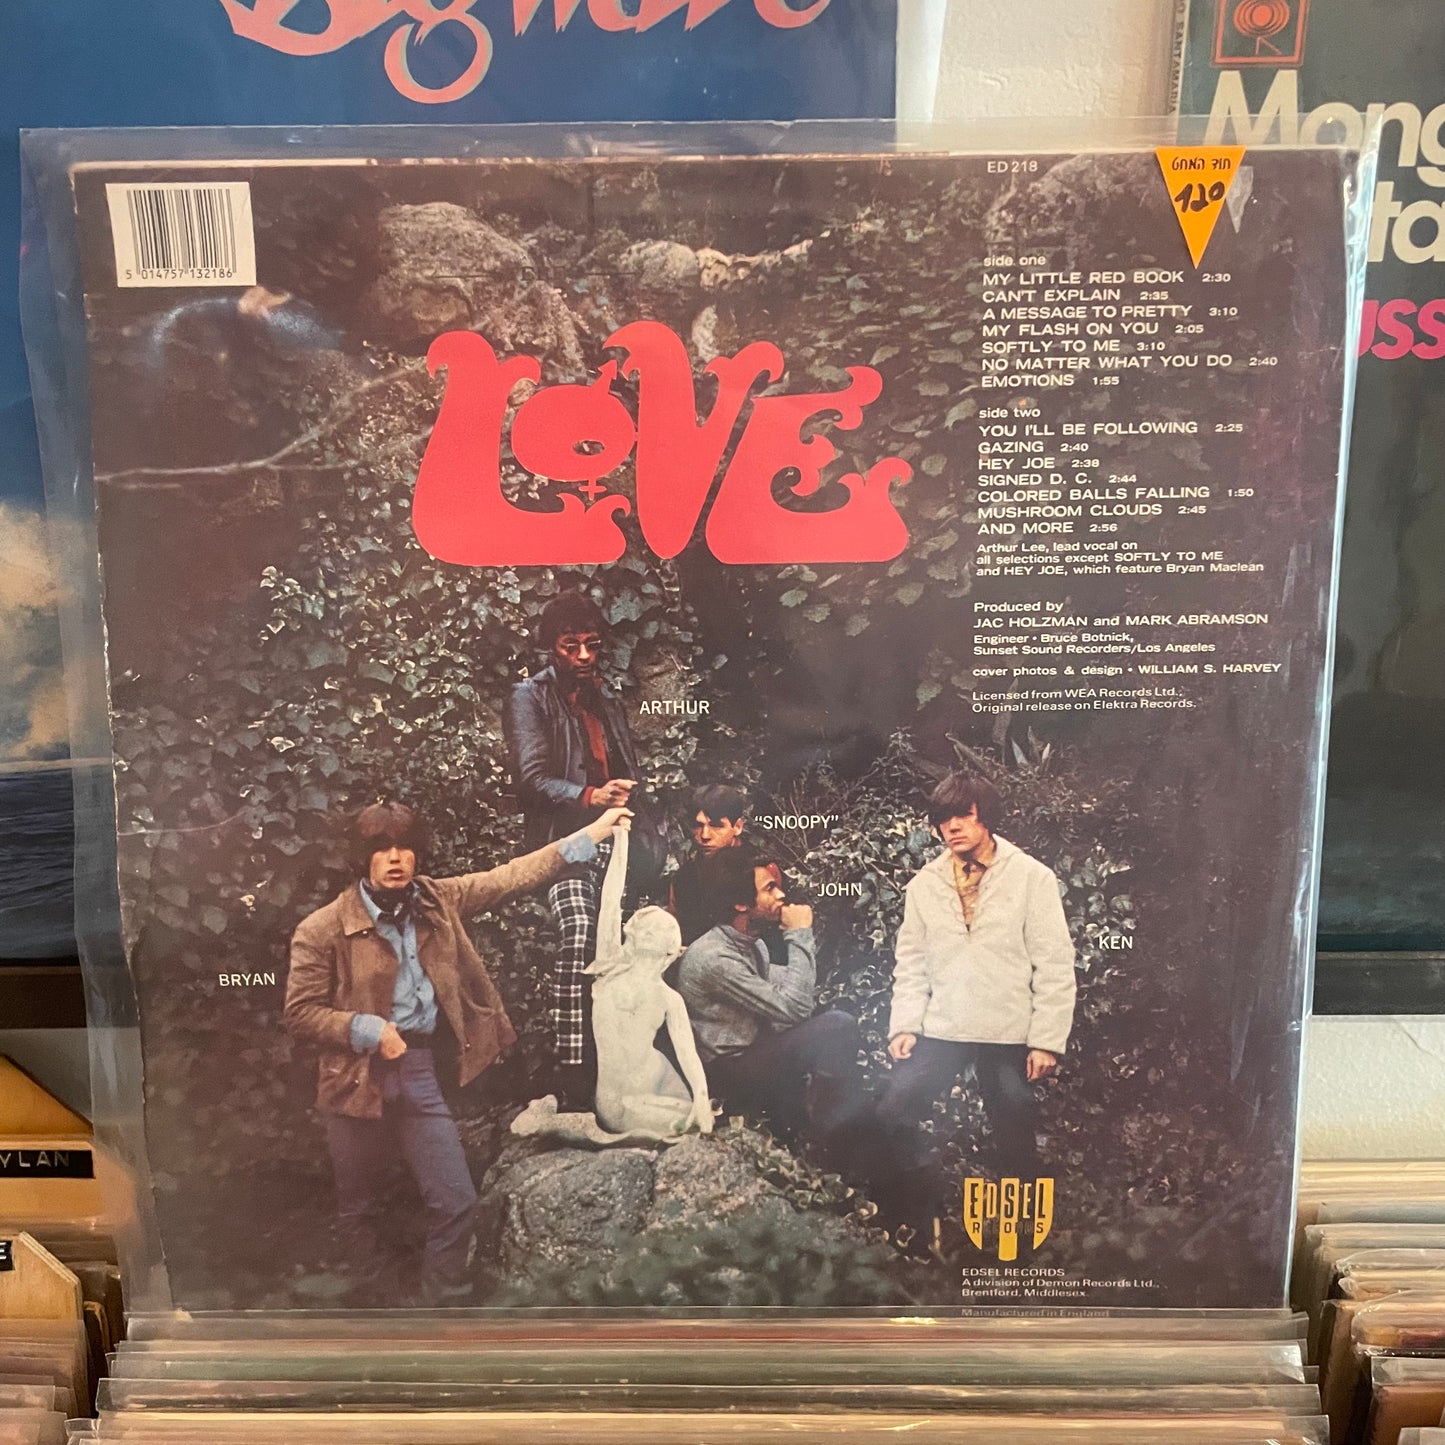 Mong
ED 218
חוד המחט
120
5 014757 132186
LOVE
side one
MY LITTLE RED BOOK 2:30
CAN'T EXPLAIN 2:35
A MESSAGE TO PRETTY 3:10
MY FLASH ON YOU 2:05
SOFTLY TO ME 3:10
NO MATTER WHAT YOU DO 2:40
EMOTIONS 1:55
side two
YOU I'LL BE FOLLOWING 2:25
GAZING 2:40
HEY JOE 2:38
SIGNED D. C. 2:44
COLORED BALLS FALLING 1:50
MUSHROOM CLOUDS 2:45
AND MORE 2:56
Arthur Lee, lead vocal on
all selections except SOFTLY TO ME
and HEY JOE, which feature Bryan Maclean
Produced by
JAC HOLZMAN and MARK ABRAMSON
Engineer • Bruce Botnick,
Sunset Sound Recorders/Los Angeles
cover photos & design • WILLIAM S. HARVEY
Licensed from WEA Records Ltd.,
Original release on Elektra Records.
ARTHUR
"SNOOPY"
JOHN
KEN
BRYAN
EDSEL
RECORDS
EDSEL RECORDS
A division of Demon Records Ltd.,
Brentford, Middlesex.
Manufactured in England
YLAN